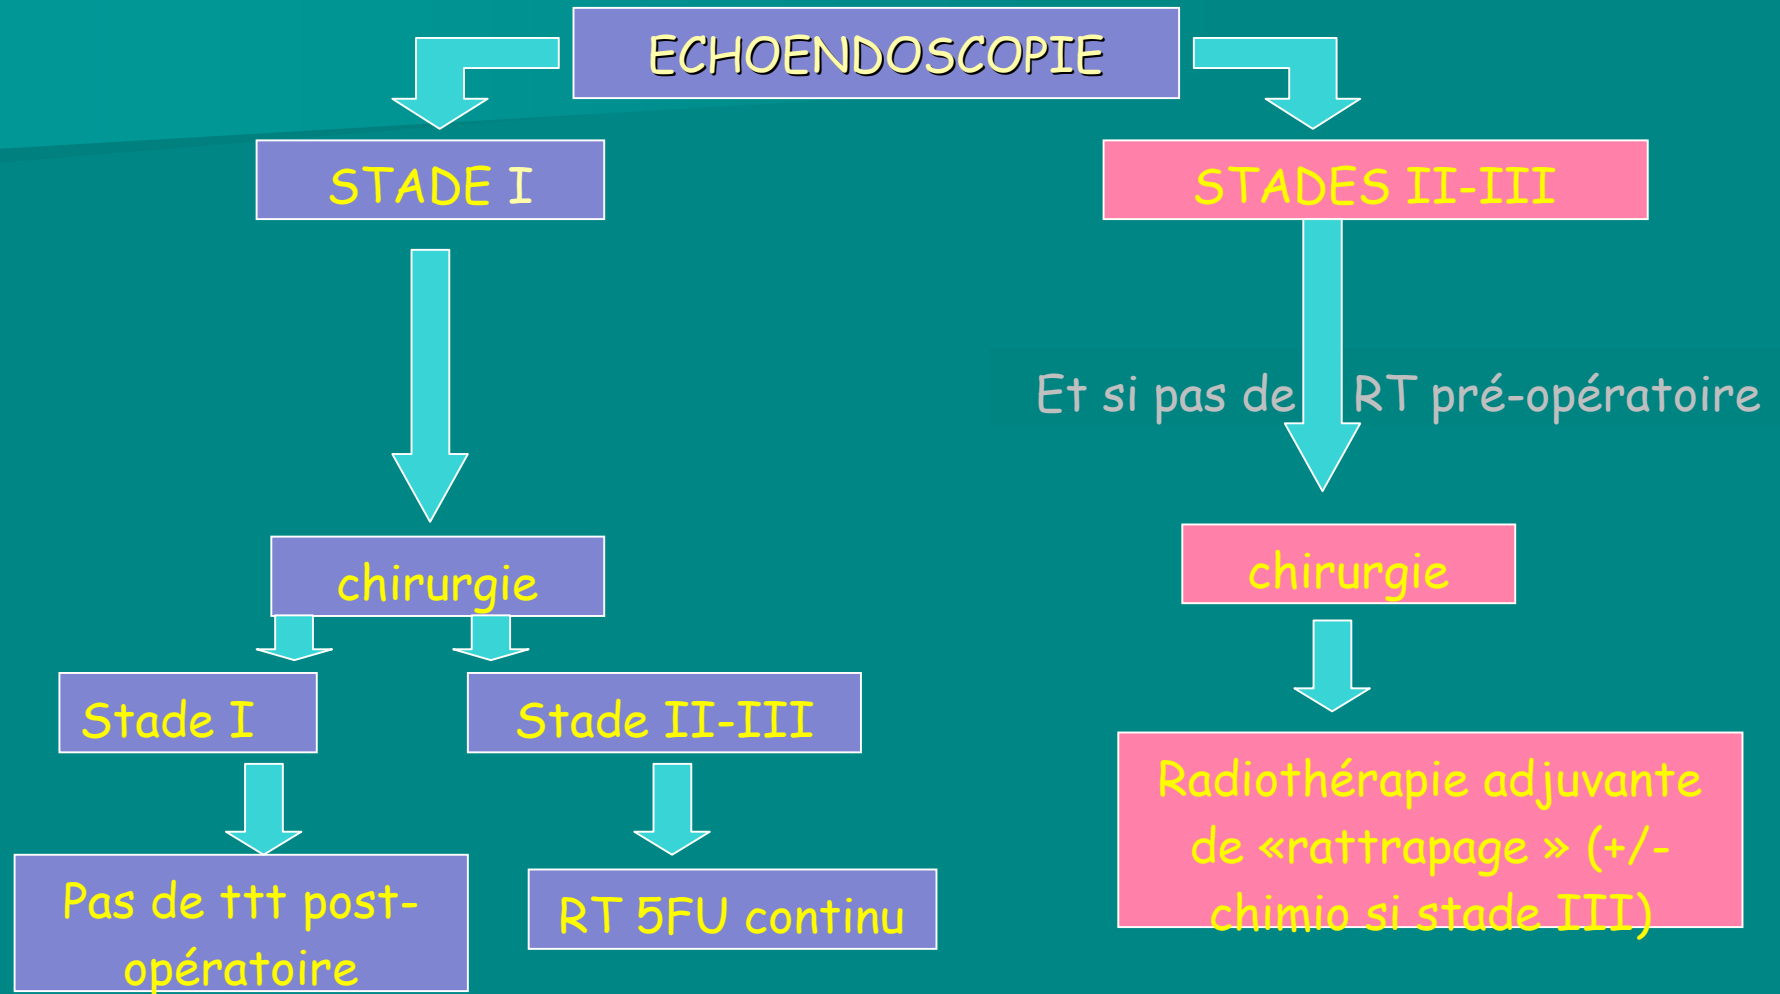 ECHOENDOSCOPIE
STADE I
STADES II-III
Et si pas de RT pré-opératoire
chirurgie
chirurgie
Stade I
Stade II-III
Radiothérapie adjuvante
de «rattrapage » (+/-
chimio si stade III)
Pas de ttt post-
opératoire
RT 5FU continu